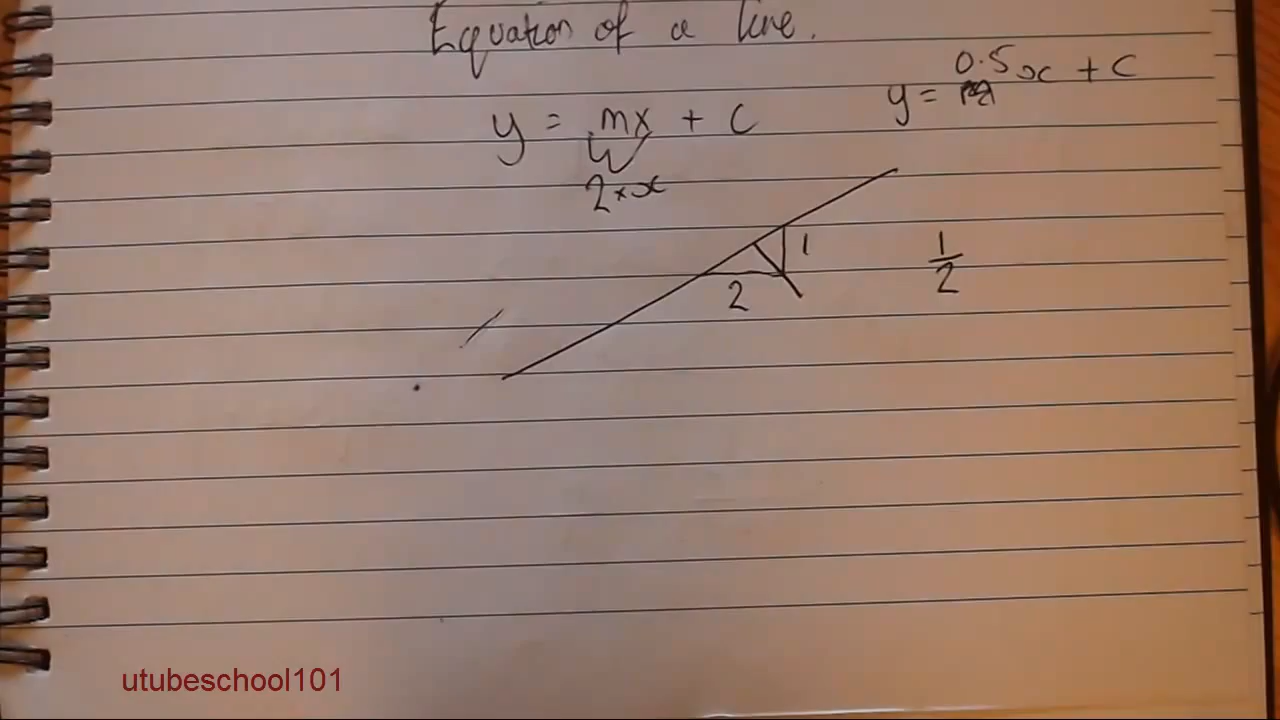 Equation of a line.
y = mx + c
y = 0.5x + c
2 × x
1
2
1/2
utubeschool101